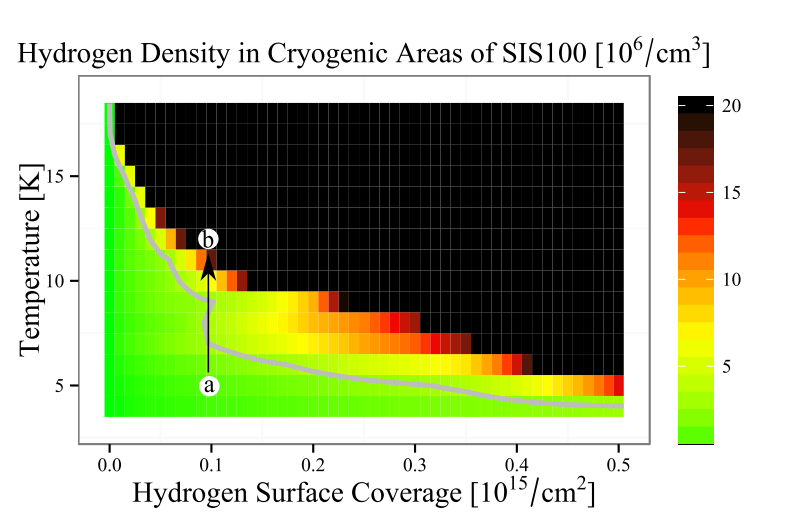 Hydrogen Density in Cryogenic Areas of SIS100 [10⁶/cm³]
Temperature [K]
15
10
5
b
a
0.0 0.1 0.2 0.3 0.4 0.5
Hydrogen Surface Coverage [10¹⁵/cm²]
20
15
10
5